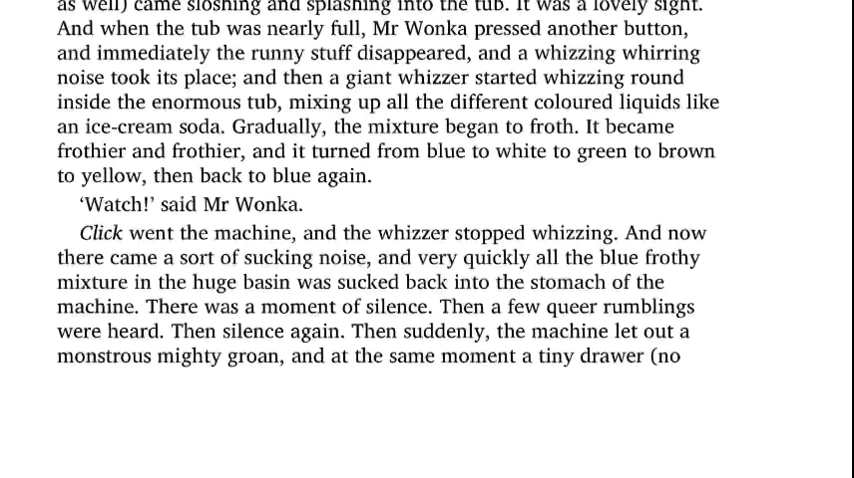 as well) came sloshing and splashing into the tub. It was a lovely sight.
And when the tub was nearly full, Mr Wonka pressed another button,
and immediately the runny stuff disappeared, and a whizzing whirring
noise took its place; and then a giant whizzer started whizzing round
inside the enormous tub, mixing up all the different coloured liquids like
an ice-cream soda. Gradually, the mixture began to froth. It became
frothier and frothier, and it turned from blue to white to green to brown
to yellow, then back to blue again.
‘Watch!’ said Mr Wonka.
Click went the machine, and the whizzer stopped whizzing. And now
there came a sort of sucking noise, and very quickly all the blue frothy
mixture in the huge basin was sucked back into the stomach of the
machine. There was a moment of silence. Then a few queer rumblings
were heard. Then silence again. Then suddenly, the machine let out a
monstrous mighty groan, and at the same moment a tiny drawer (no